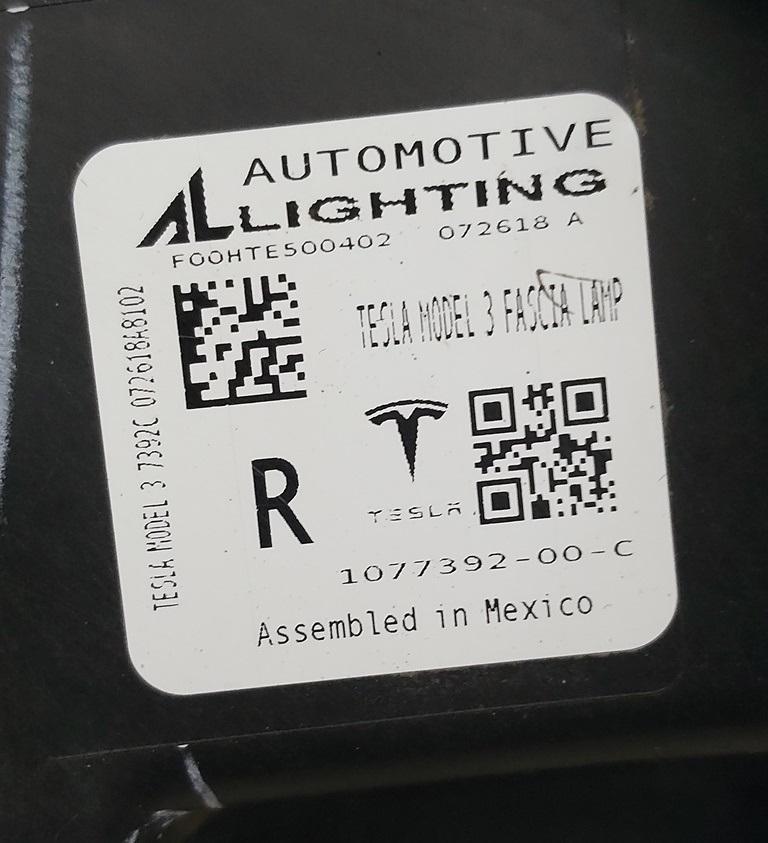 AUTOMOTIVE
AL LIGHTING
F00HTE500402 072618 A
TESLA MODEL 3 FASCIA LAMP
TESLA MODEL 3 7392C 072618A8102
R
TESLA
1077392-00-C
Assembled in Mexico